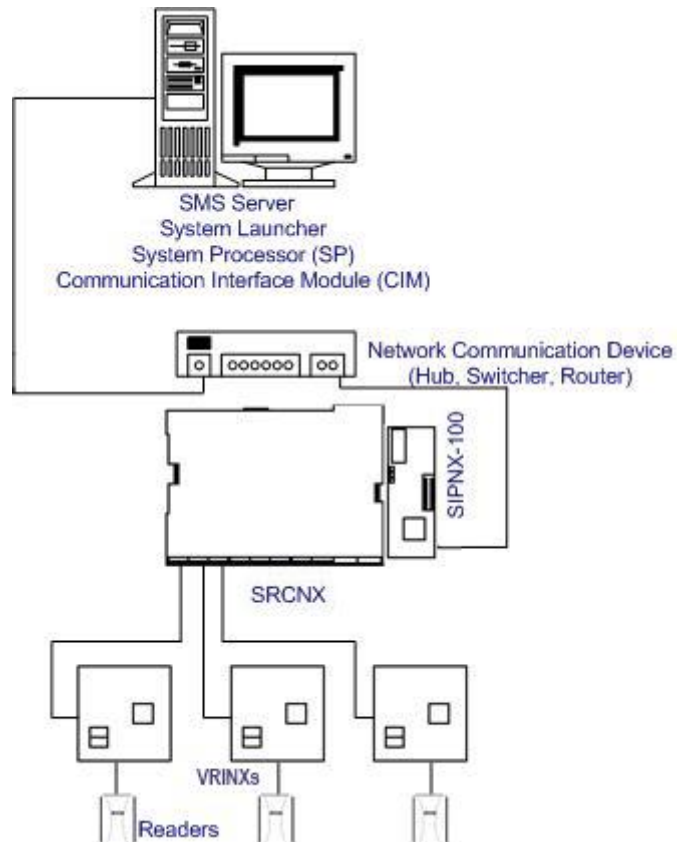 SMS Server
System Launcher
System Processor (SP)
Communication Interface Module (CIM)
Network Communication Device
(Hub, Switcher, Router)
SIPNX-100
SRCNX
VRINXs
Readers